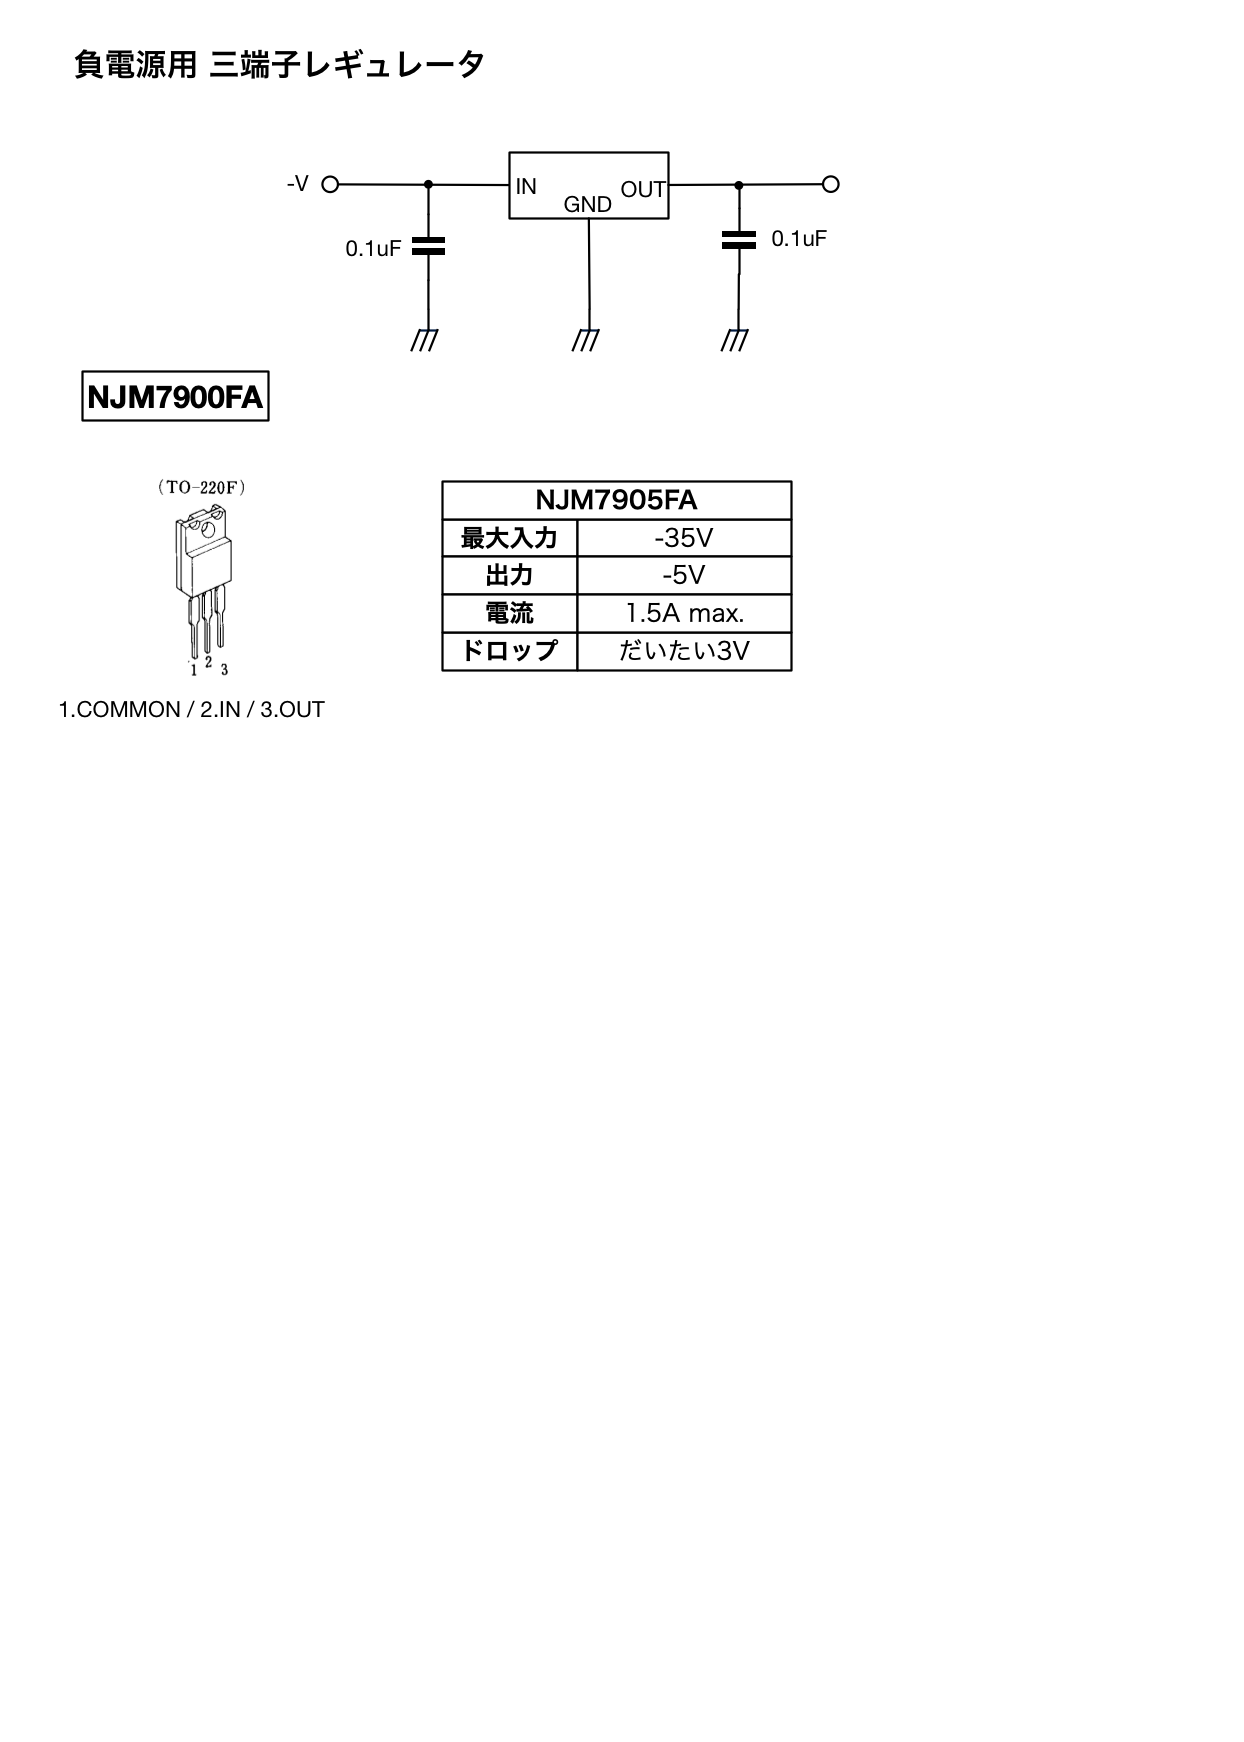 負電源用 三端子レギュレータ
-V
IN
OUT
GND
0.1uF
0.1uF
NJM7900FA
(TO-220F)
1 2 3
1.COMMON / 2.IN / 3.OUT
NJM7905FA
最大入力 -35V
出力 -5V
電流 1.5A max.
ドロップ だいたい3V